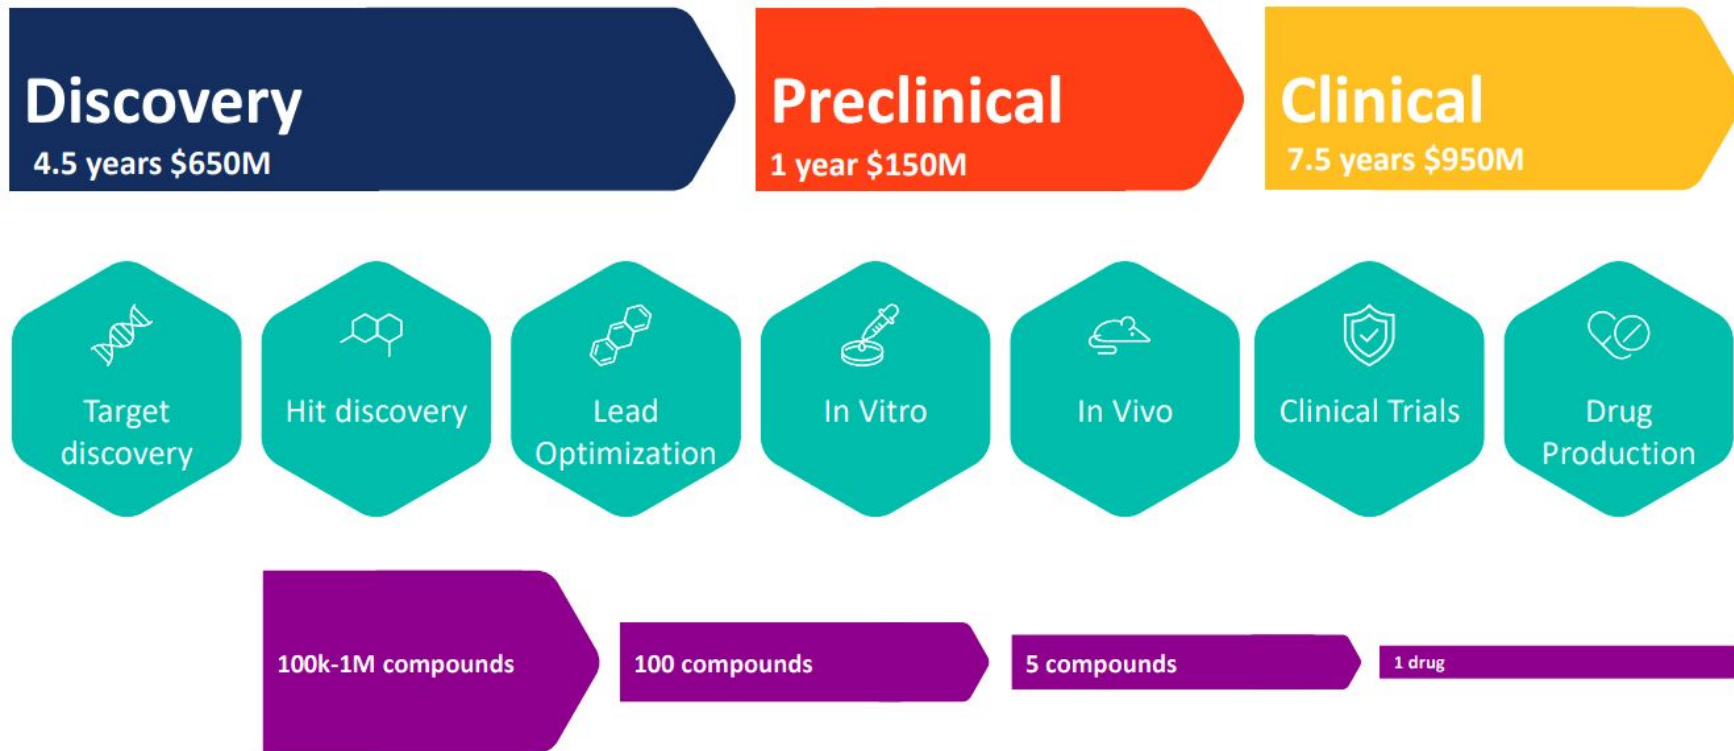 Discovery
4.5 years $650M
Preclinical
1 year $150M
Clinical
7.5 years $950M
Target
discovery
Hit discovery
Lead
Optimization
In Vitro
In Vivo
Clinical Trials
Drug
Production
100k-1M compounds
100 compounds
5 compounds
1 drug